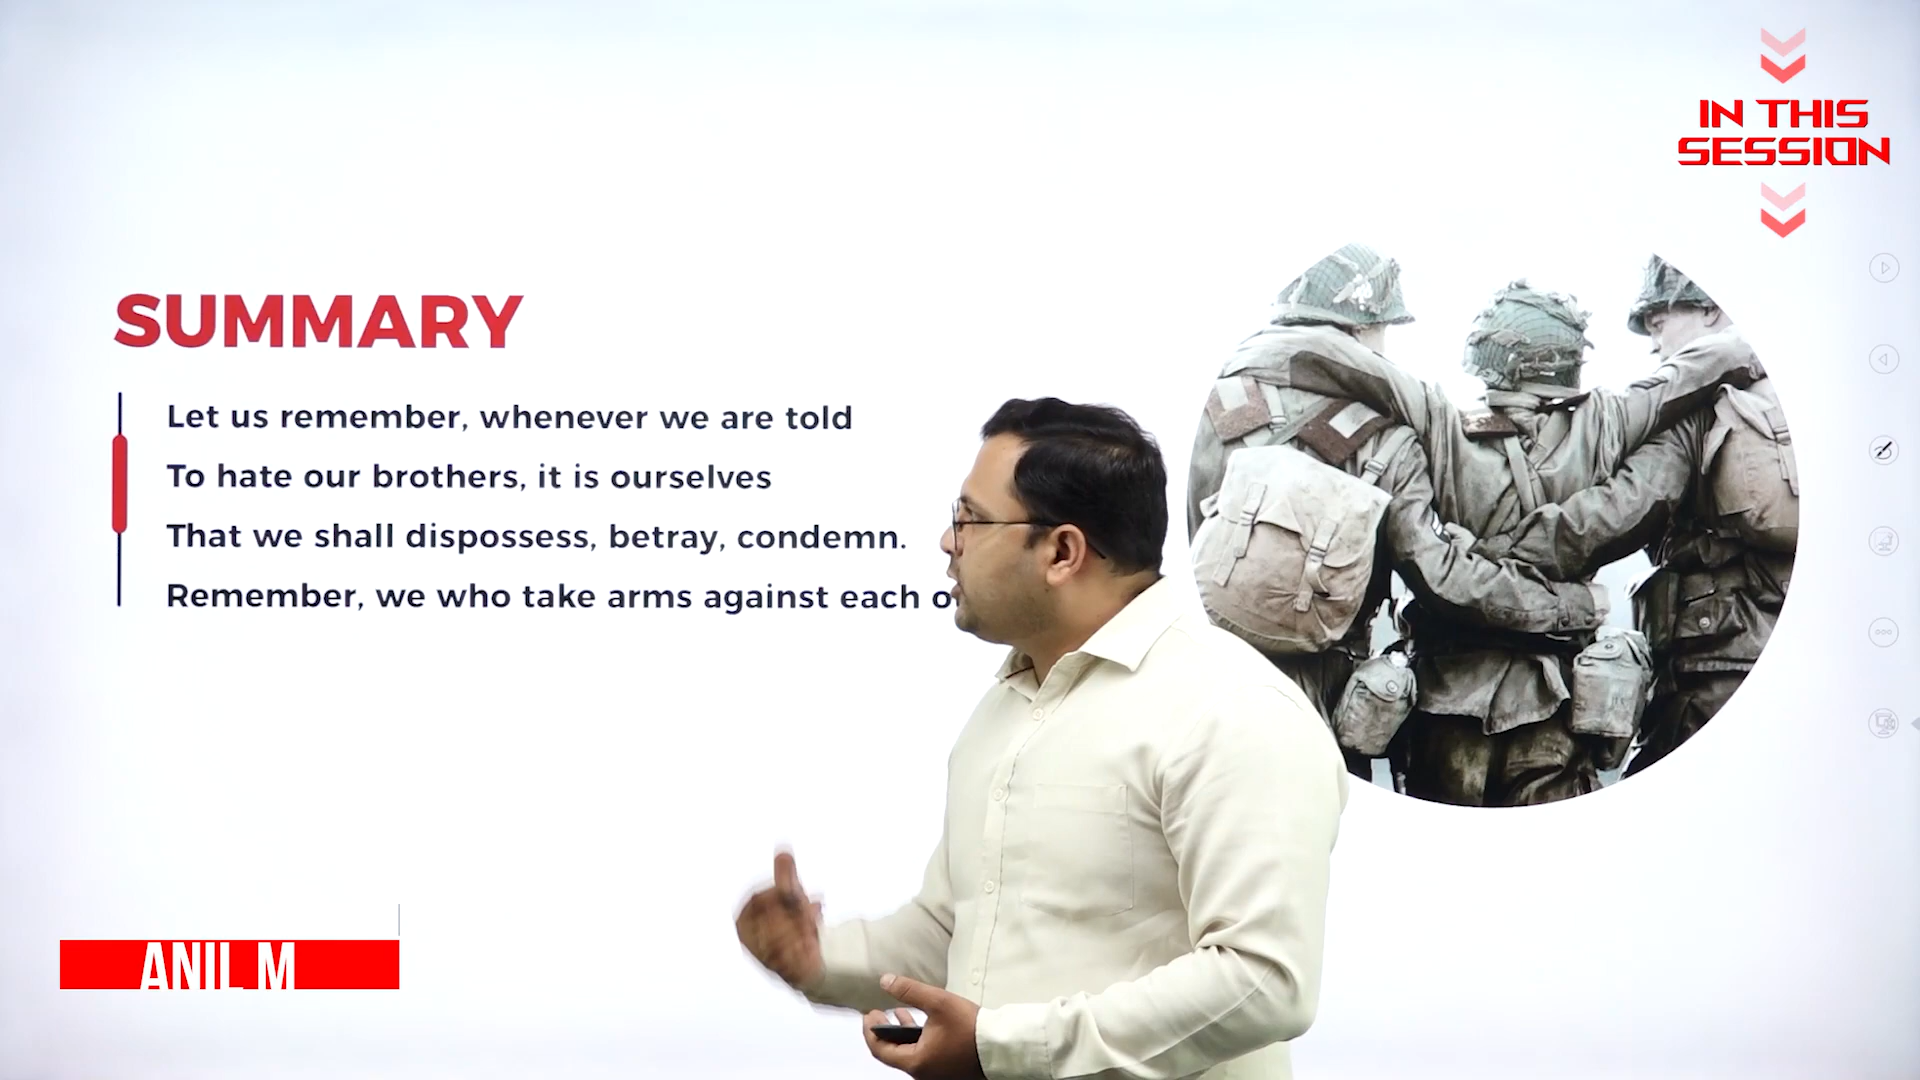 IN THIS
SESSION
SUMMARY
Let us remember, whenever we are told
To hate our brothers, it is ourselves
That we shall dispossess, betray, condemn.
Remember, we who take arms against each
ANIL M